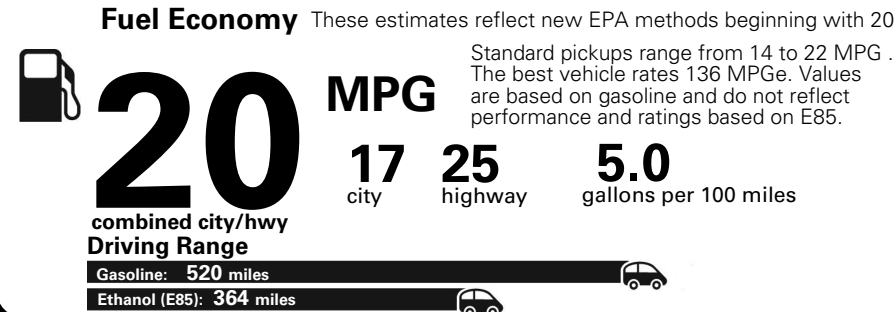 Fuel Economy These estimates reflect new EPA methods beginning with 20
Standard pickups range from 14 to 22 MPG .
The best vehicle rates 136 MPGe. Values
are based on gasoline and do not reflect
performance and ratings based on E85.
20 MPG
17 25 5.0
city highway gallons per 100 miles
combined city/hwy
Driving Range
Gasoline: 520 miles
Ethanol (E85): 364 miles